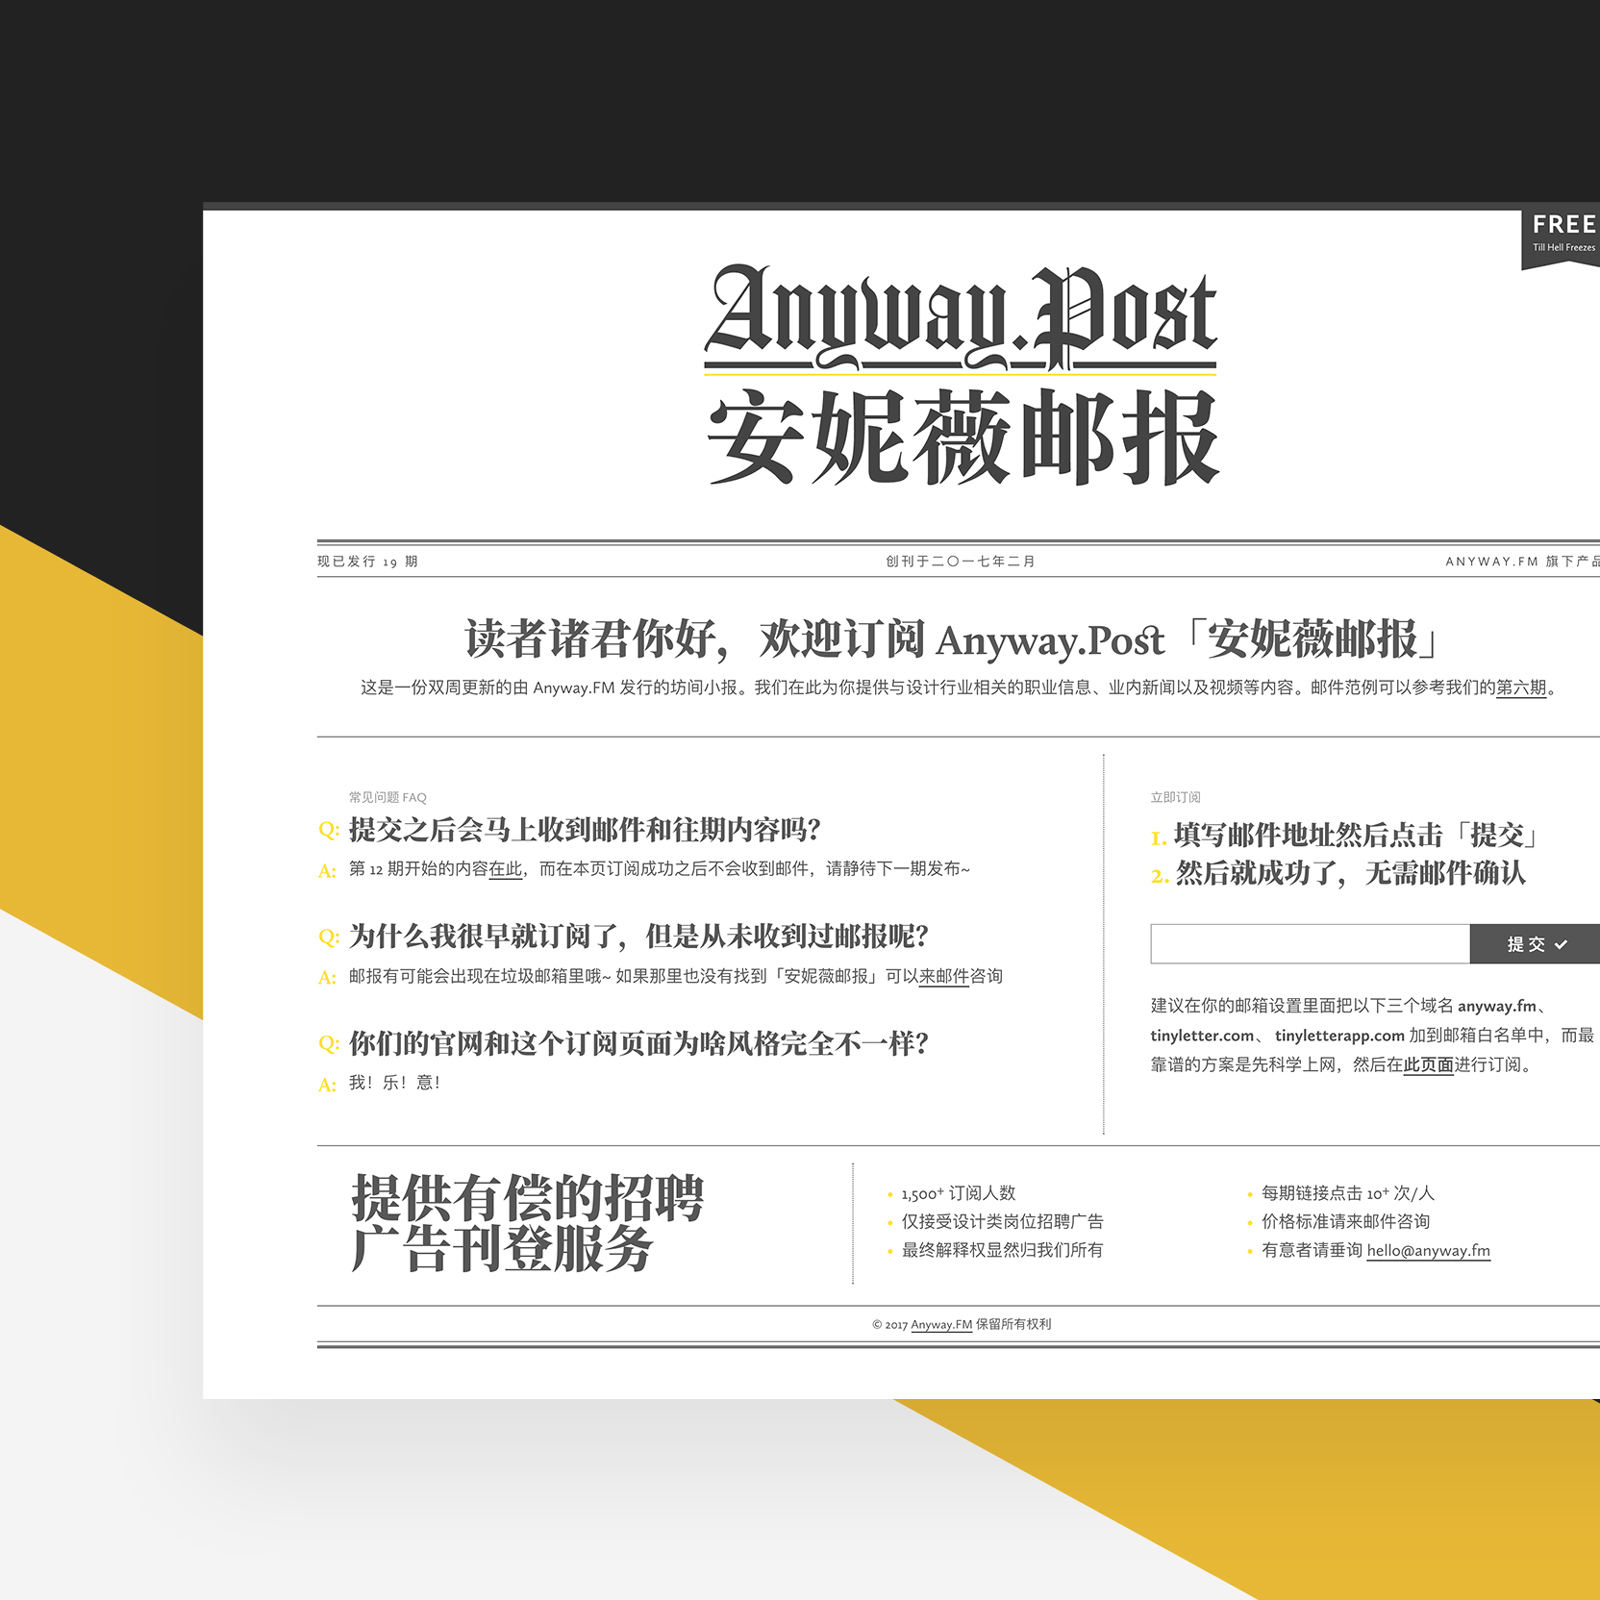 FREE
Till Hell Freezes
Anyway.Post
安妮薇邮报
现已发行 19 期
创刊于二〇一七年二月
ANYWAY.FM 旗下产品
读者诸君你好，欢迎订阅 Anyway.Post「安妮薇邮报」
这是一份双周更新的由 Anyway.FM 发行的坊间小报。我们在此为你提供与设计行业相关的职业信息、业内新闻以及视频等内容。邮件范例可以参考我们的第六期。
常见问题 FAQ
Q: 提交之后会马上收到邮件和往期内容吗？
A: 第 12 期开始的内容在此，而在本页订阅成功之后不会收到邮件，请静待下一期发布~
Q: 为什么我很早就订阅了，但是从未收到过邮报呢？
A: 邮报有可能会出现在垃圾邮箱里哦~ 如果那里也没有找到「安妮薇邮报」可以来邮件咨询
Q: 你们的官网和这个订阅页面为啥风格完全不一样？
A: 我！乐！意！
立即订阅
1. 填写邮件地址然后点击「提交」
2. 然后就成功了，无需邮件确认
提交 ✓
建议在你的邮箱设置里面把以下三个域名 anyway.fm、
tinyletter.com、 tinyletterapp.com 加到邮箱白名单中，而最
靠谱的方案是先科学上网，然后在此页面进行订阅。
提供有偿的招聘
广告刊登服务
• 1,500+ 订阅人数
• 仅接受设计类岗位招聘广告
• 最终解释权显然归我们所有
• 每期链接点击 10+ 次/人
• 价格标准请来邮件咨询
• 有意者请垂询 hello@anyway.fm
© 2017 Anyway.FM 保留所有权利